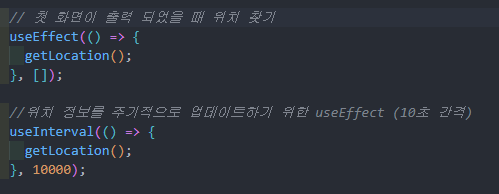 // 첫 화면이 출력 되었을 때 위치 찾기
useEffect(() => {
  getLocation();
}, []);

//위치 정보를 주기적으로 업데이트하기 위한 useEffect (10초 간격)
useInterval(() => {
  getLocation();
}, 10000);